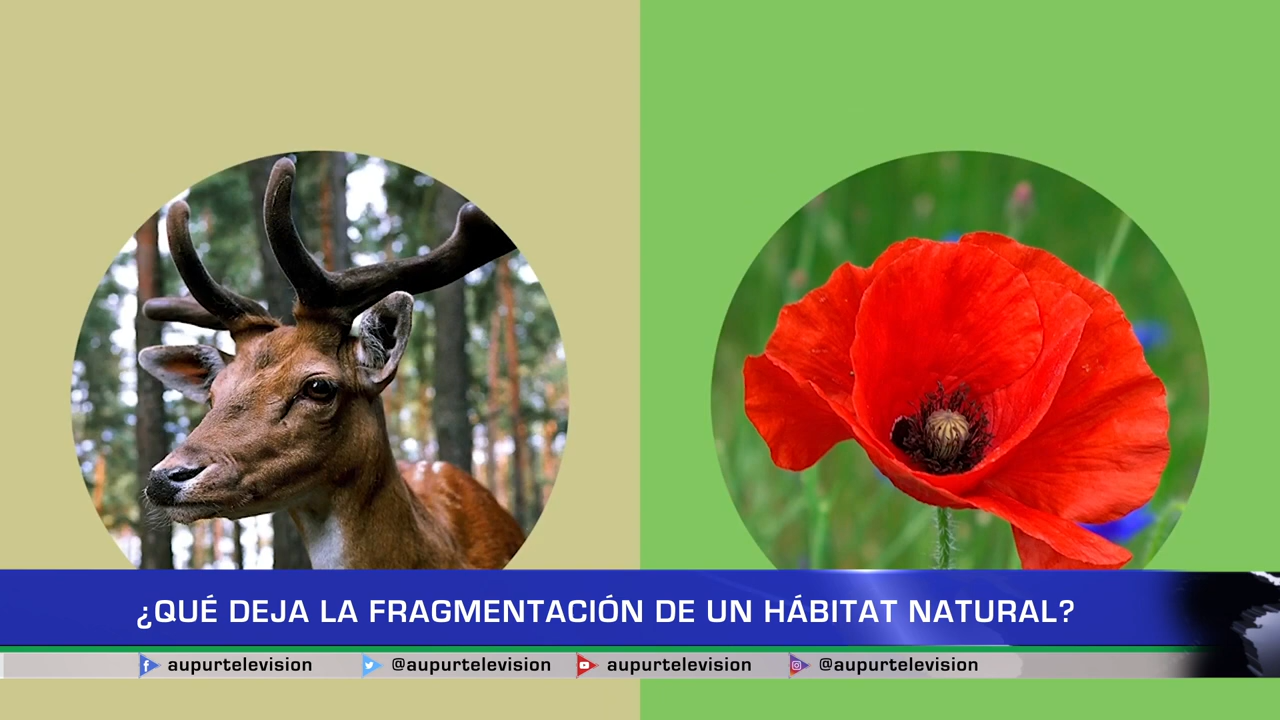 ¿QUÉ DEJA LA FRAGMENTACIÓN DE UN HÁBITAT NATURAL?
aupurtelevision @aupurtelevision aupurtelevision @aupurtelevision